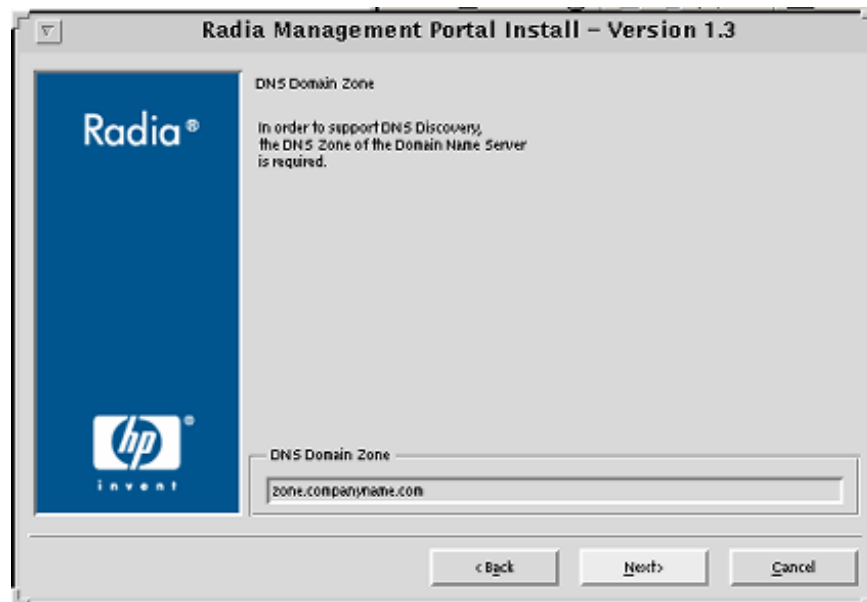 Radia Management Portal Install – Version 1.3
Radia®
DNS Domain Zone
In order to support DNS Discovery,
the DNS Zone of the Domain Name Server
is required.
hp®
invent
DNS Domain Zone
zone.companyname.com
< Back
Next>
Cancel